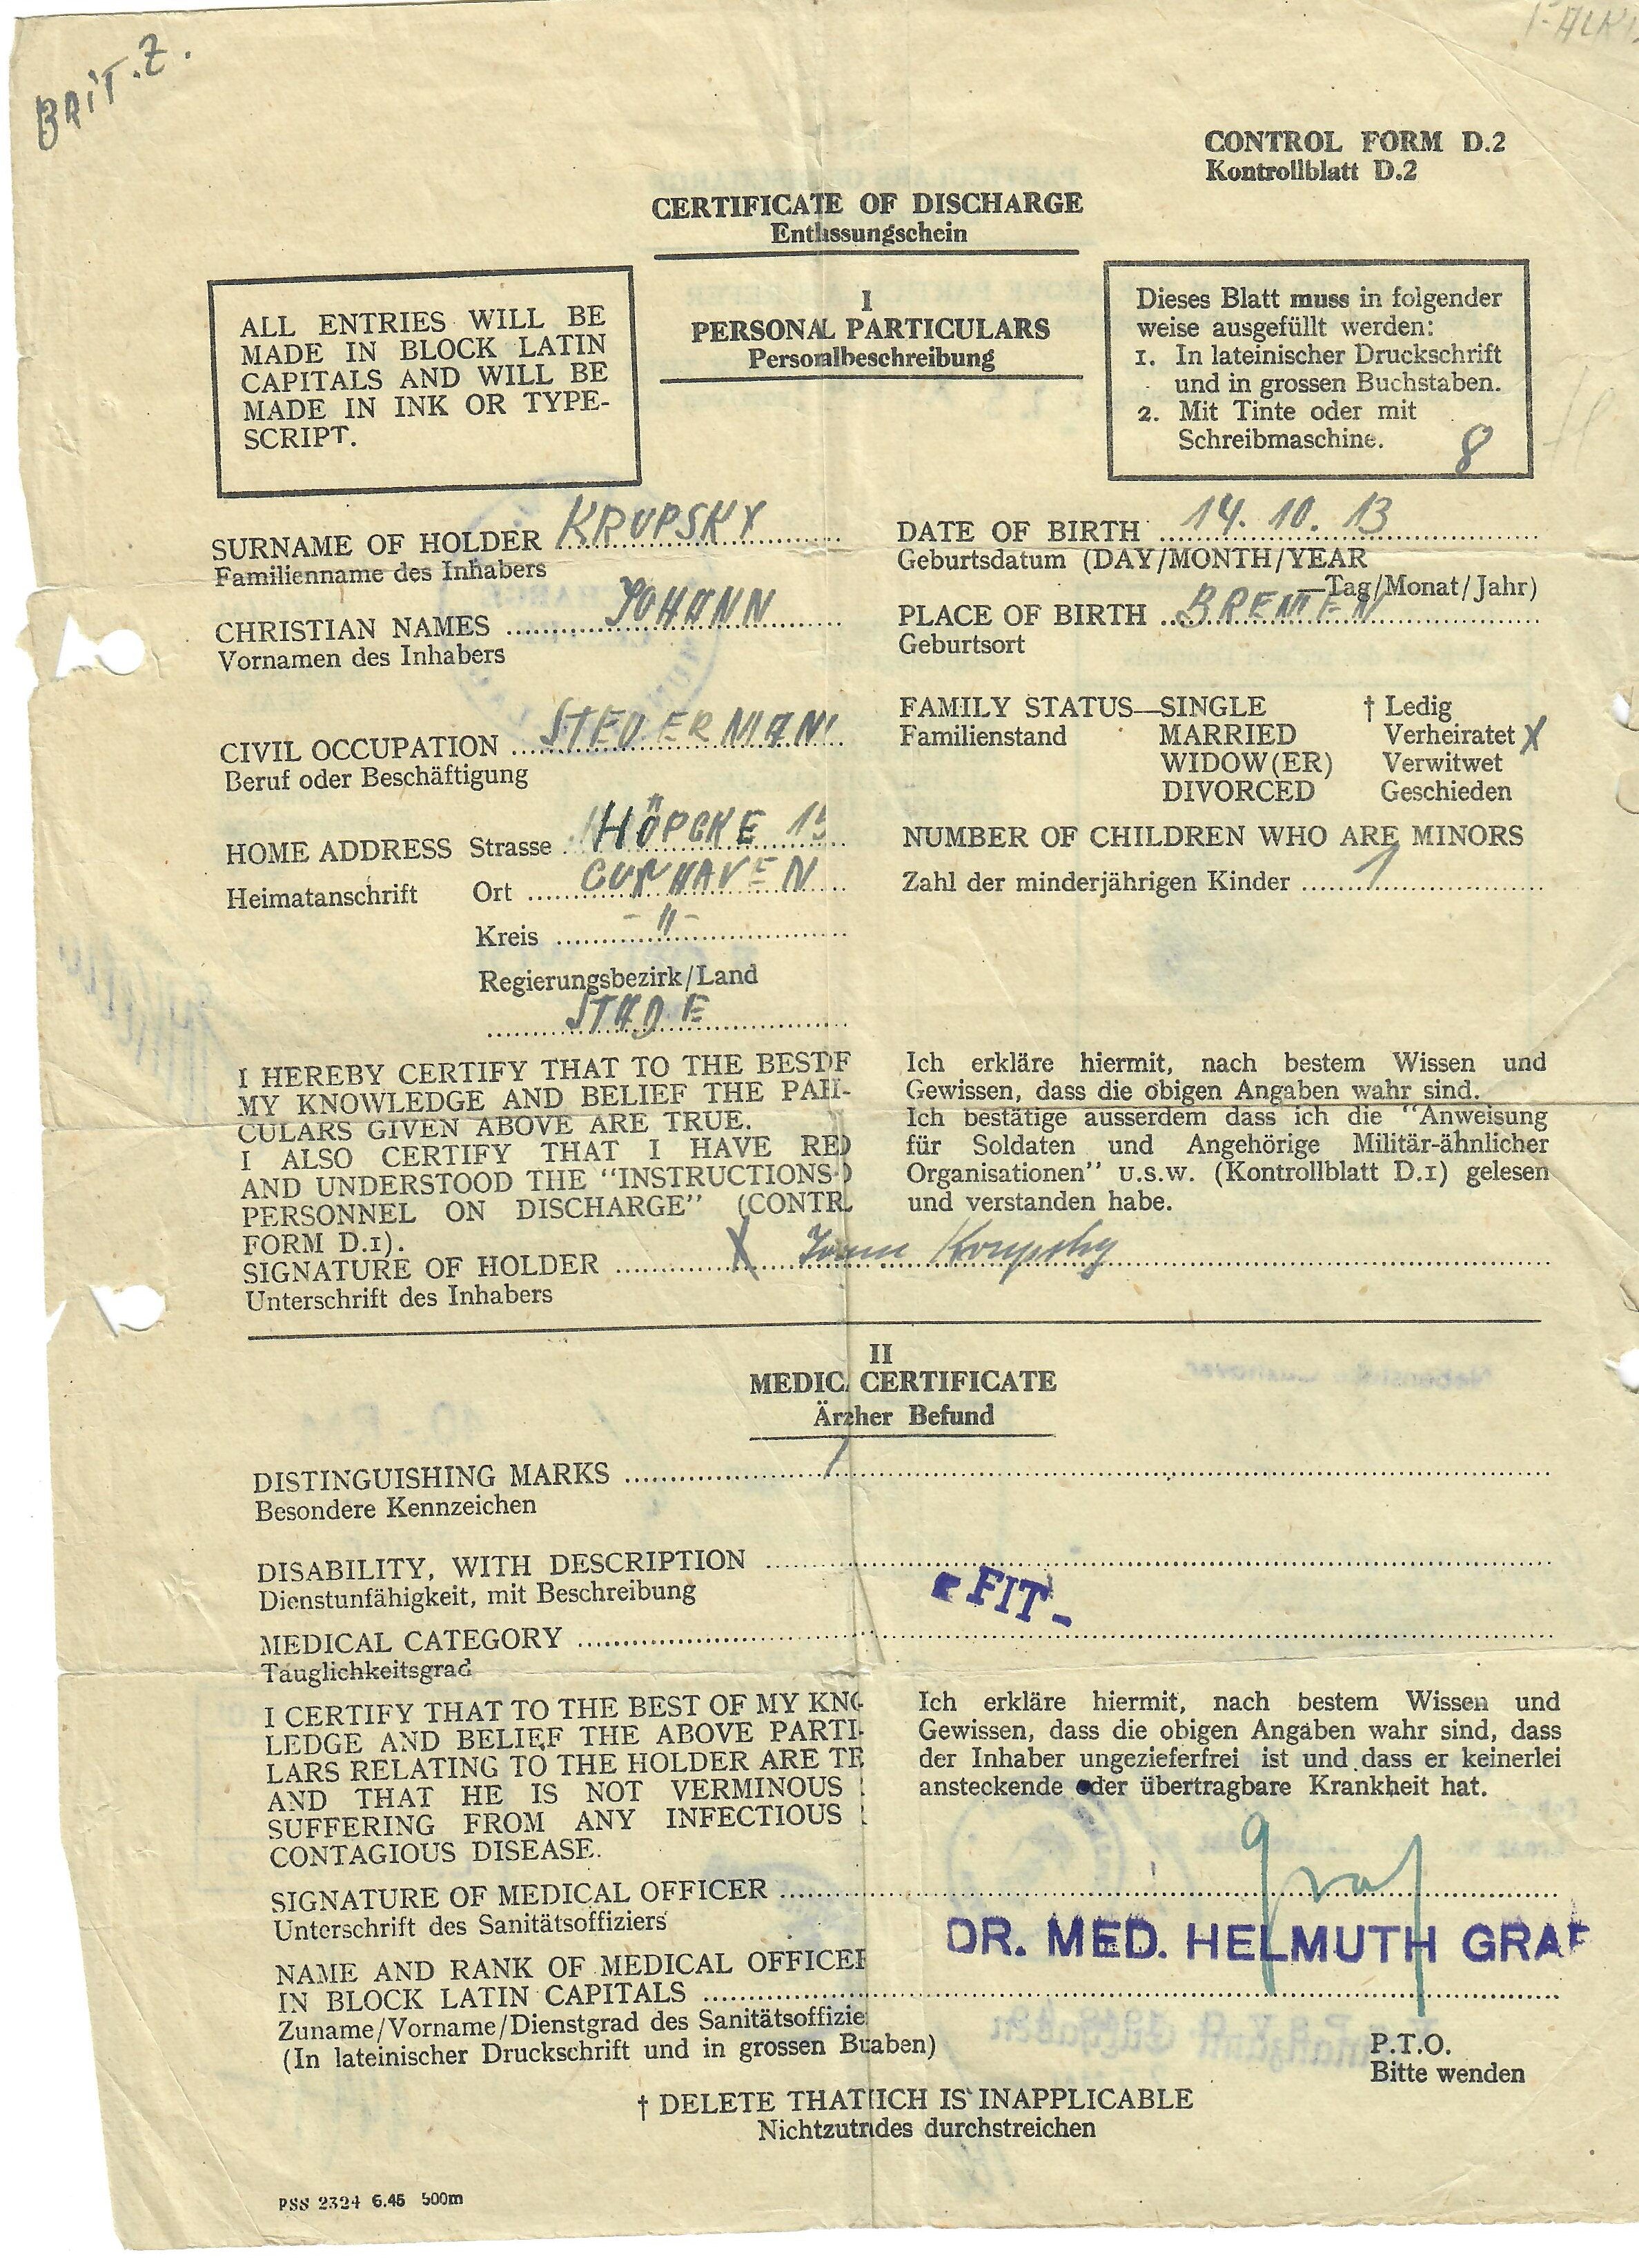 BRIT. Z.
CONTROL FORM D.2
Kontrollblatt D.2
CERTIFICATE OF DISCHARGE
Entlassungschein
ALL ENTRIES WILL BE
MADE IN BLOCK LATIN
CAPITALS AND WILL BE
MADE IN INK OR TYPE-
SCRIPT.
I
PERSONAL PARTICULARS
Personalbeschreibung
Dieses Blatt muss in folgender
weise ausgefüllt werden:
1. In lateinischer Druckschrift
und in grossen Buchstaben.
2. Mit Tinte oder mit
Schreibmaschine.
8
SURNAME OF HOLDER KRUPSKY
Familienname des Inhabers
CHRISTIAN NAMES JOHANN
Vornamen des Inhabers
CIVIL OCCUPATION
Beruf oder Beschäftigung
HOME ADDRESS Strasse HÖPCKE 15
Heimatanschrift Ort CUXHAVEN
Kreis - 〃 -
Regierungsbezirk/Land
STADE
DATE OF BIRTH 14. 10. 13
Geburtsdatum (DAY/MONTH/YEAR
—Tag/Monat/Jahr)
PLACE OF BIRTH BREMEN
Geburtsort
FAMILY STATUS—SINGLE † Ledig
Familienstand MARRIED Verheiratet X
WIDOW(ER) Verwitwet
DIVORCED Geschieden
NUMBER OF CHILDREN WHO ARE MINORS
Zahl der minderjährigen Kinder 1
I HEREBY CERTIFY THAT TO THE BEST F
MY KNOWLEDGE AND BELIEF THE PAR-
CULARS GIVEN ABOVE ARE TRUE.
I ALSO CERTIFY THAT I HAVE RED
AND UNDERSTOOD THE "INSTRUCTIONS
PERSONNEL ON DISCHARGE" (CONTR
FORM D.1).
Ich erkläre hiermit, nach bestem Wissen und
Gewissen, dass die obigen Angaben wahr sind.
Ich bestätige ausserdem dass ich die "Anweisung
für Soldaten und Angehörige Militär-ähnlicher
Organisationen" u.s.w. (Kontrollblatt D.1) gelesen
und verstanden habe.
SIGNATURE OF HOLDER X Krupsky
Unterschrift des Inhabers
II
MEDIC CERTIFICATE
Ärzher Befund
DISTINGUISHING MARKS /
Besondere Kennzeichen
DISABILITY, WITH DESCRIPTION
Dienstunfähigkeit, mit Beschreibung
- FIT -
MEDICAL CATEGORY
Tauglichkeitsgrad
I CERTIFY THAT TO THE BEST OF MY KNO
LEDGE AND BELIEF THE ABOVE PARTI
LARS RELATING TO THE HOLDER ARE TR
AND THAT HE IS NOT VERMINOUS
SUFFERING FROM ANY INFECTIOUS
CONTAGIOUS DISEASE.
Ich erkläre hiermit, nach bestem Wissen und
Gewissen, dass die obigen Angaben wahr sind, dass
der Inhaber ungezieferfrei ist und dass er keinerlei
ansteckende oder übertragbare Krankheit hat.
SIGNATURE OF MEDICAL OFFICER Graf
Unterschrift des Sanitätsoffiziers
DR. MED. HELMUTH GRAF
NAME AND RANK OF MEDICAL OFFICER
IN BLOCK LATIN CAPITALS
Zuname/Vorname/Dienstgrad des Sanitätsoffizie
(In lateinischer Druckschrift und in grossen Buaben)
P.T.O.
Bitte wenden
† DELETE THAT ICH IS INAPPLICABLE
Nichtzutrdes durchstreichen
PSS 2324 6.45 500m